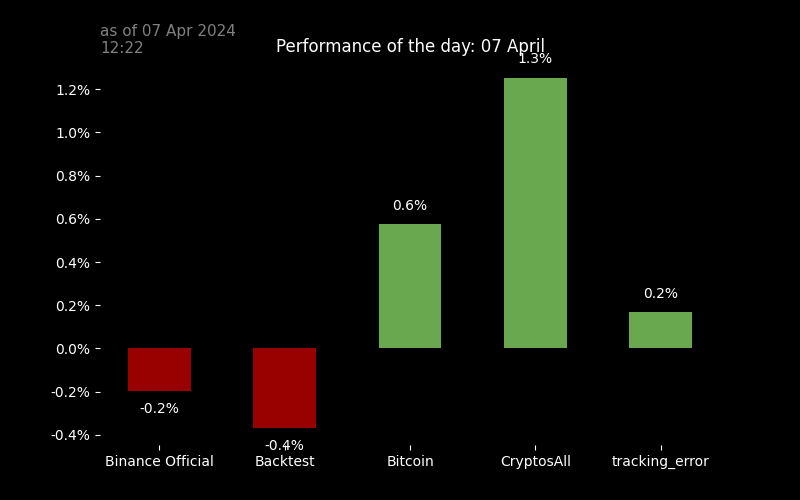 as of 07 Apr 2024
12:22
Performance of the day: 07 April
1.3%
1.2%
1.0%
0.8%
0.6%
0.6%
0.4%
0.2%
0.2%
0.0%
-0.2%
-0.2%
-0.4%
-0.4%
Binance Official
Backtest
Bitcoin
CryptosAll
tracking_error